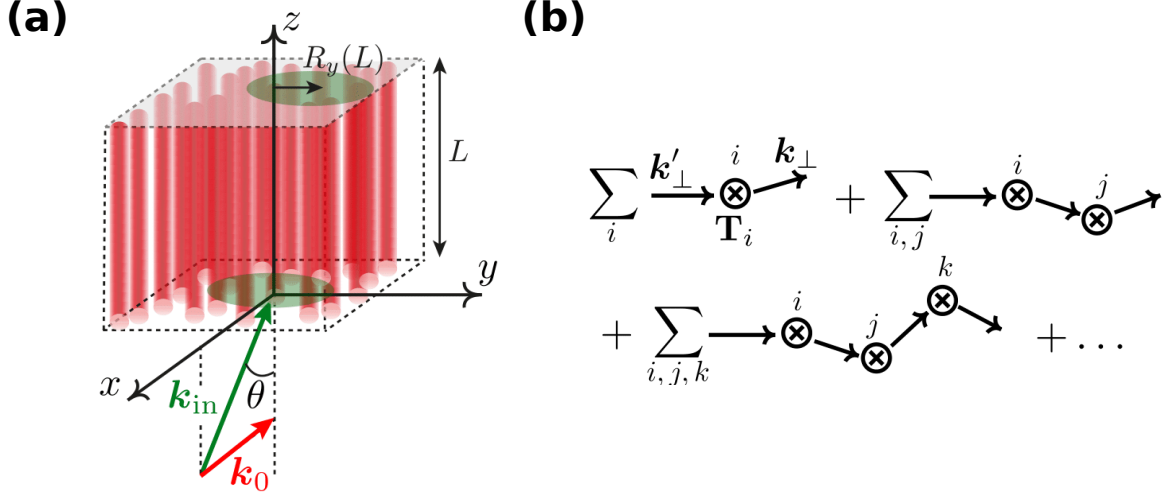 (a)
z
R_y(L)
L
y
x
k_in
θ
k_0
(b)
∑_i k′_⊥ i T_i k_⊥ + ∑_{i,j} i j
+ ∑_{i,j,k} i j k + ...